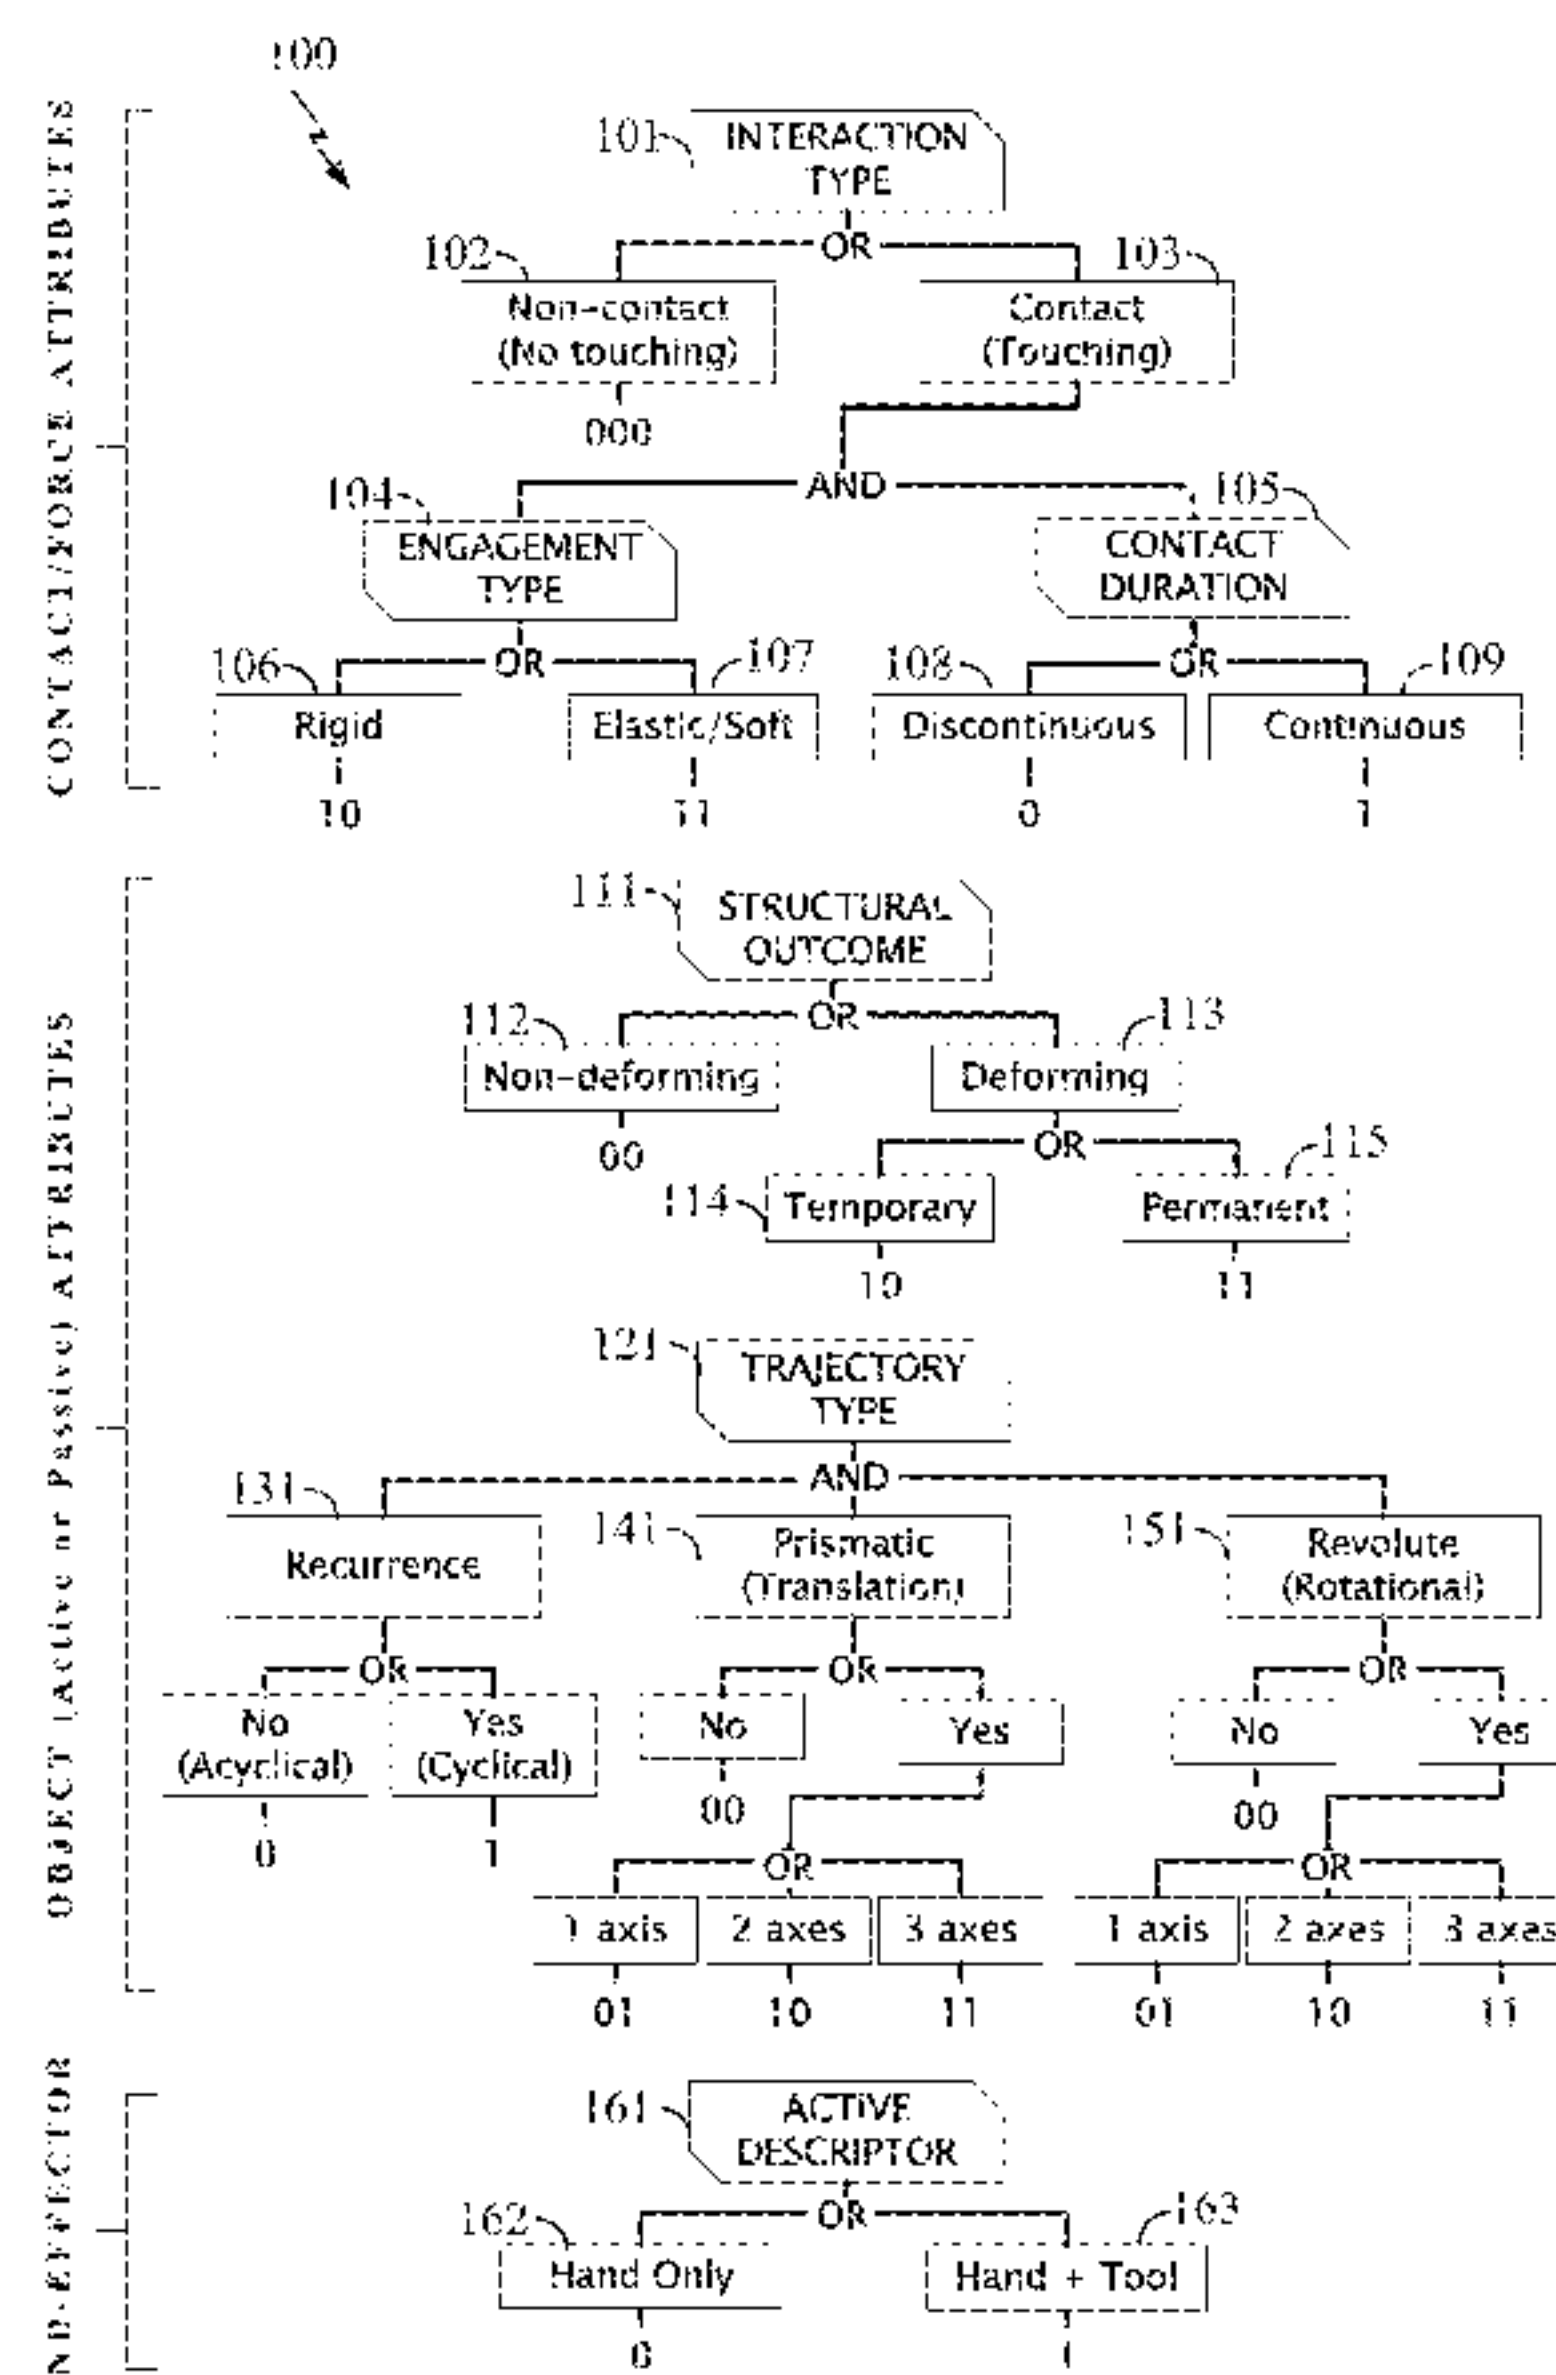 100
CONTACT/FORCE ATTRIBUTES
101
INTERACTION
TYPE
OR
102
103
Non-contact
(No touching)
Contact
(Touching)
000
AND
104
105
ENGAGEMENT
TYPE
CONTACT
DURATION
106
OR
107
108
OR
109
Rigid
Elastic/Soft
Discontinuous
Continuous
10
11
0
1
OBJECT (Active or Passive) ATTRIBUTES
111
STRUCTURAL
OUTCOME
112
OR
113
Non-deforming
Deforming
00
OR
115
114
Temporary
Permanent
10
11
121
TRAJECTORY
TYPE
131
AND
141
151
Recurrence
Prismatic
(Translation)
Revolute
(Rotational)
OR
OR
OR
No
(Acyclical)
Yes
(Cyclical)
No
Yes
No
Yes
0
1
00
00
OR
OR
1 axis
2 axes
3 axes
1 axis
2 axes
3 axes
01
10
11
01
10
11
ND-EFFECTOR
161
ACTIVE
DESCRIPTOR
162
OR
163
Hand Only
Hand + Tool
0
1